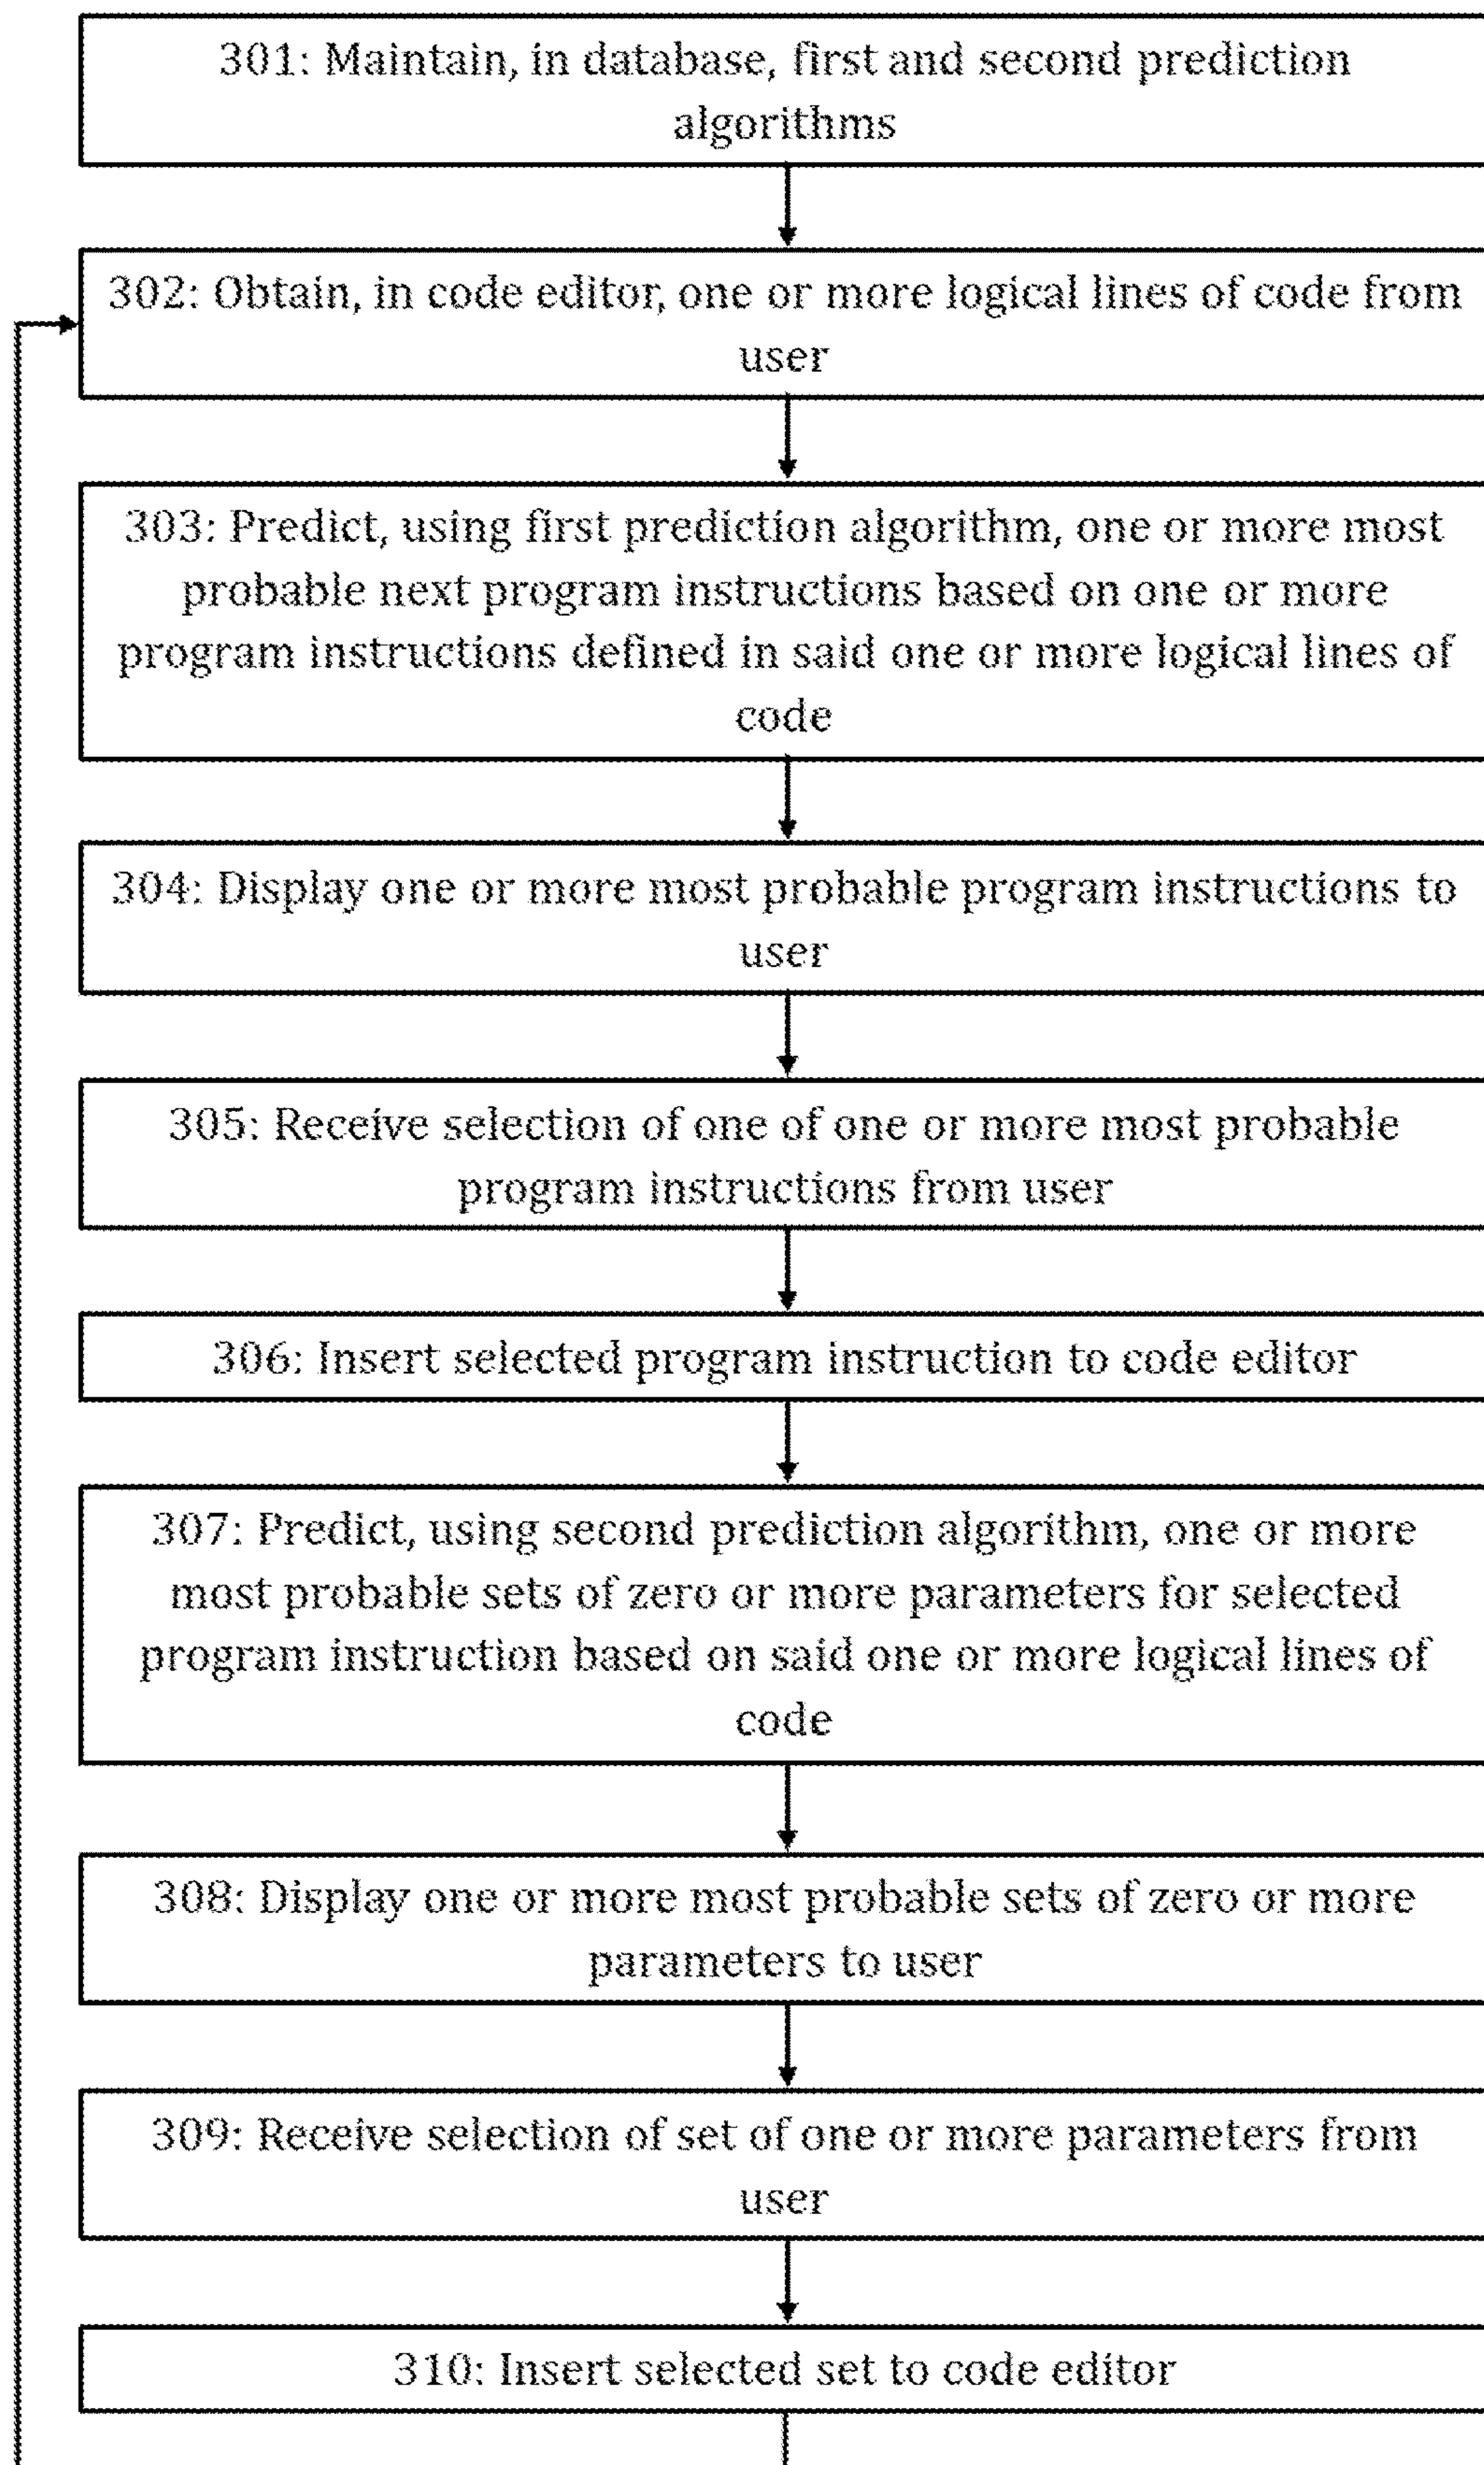 301: Maintain, in database, first and second prediction
algorithms
302: Obtain, in code editor, one or more logical lines of code from
user
303: Predict, using first prediction algorithm, one or more most
probable next program instructions based on one or more
program instructions defined in said one or more logical lines of
code
304: Display one or more most probable program instructions to
user
305: Receive selection of one of one or more most probable
program instructions from user
306: Insert selected program instruction to code editor
307: Predict, using second prediction algorithm, one or more
most probable sets of zero or more parameters for selected
program instruction based on said one or more logical lines of
code
308: Display one or more most probable sets of zero or more
parameters to user
309: Receive selection of set of one or more parameters from
user
310: Insert selected set to code editor